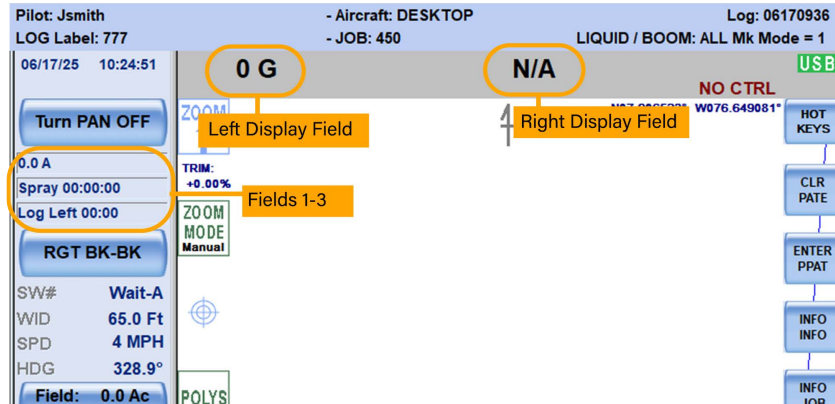 Pilot: Jsmith - Aircraft: DESKTOP Log: 06170936
LOG Label: 777 - JOB: 450 LIQUID / BOOM: ALL Mk Mode = 1
06/17/25 10:24:51 0 G N/A USB
NO CTRL
Turn PAN OFF
ZOOM
Left Display Field
Right Display Field
W076.649081°
HOT
KEYS
0.0 A
Spray 00:00:00
Log Left 00:00
TRIM:
+0.00%
Fields 1-3
CLR
PATE
ZOOM
MODE
Manual
RGT BK-BK
ENTER
PPAT
SW# Wait-A
WID 65.0 Ft
SPD 4 MPH
HDG 328.9°
INFO
INFO
Field: 0.0 Ac
POLYS
INFO
JOB